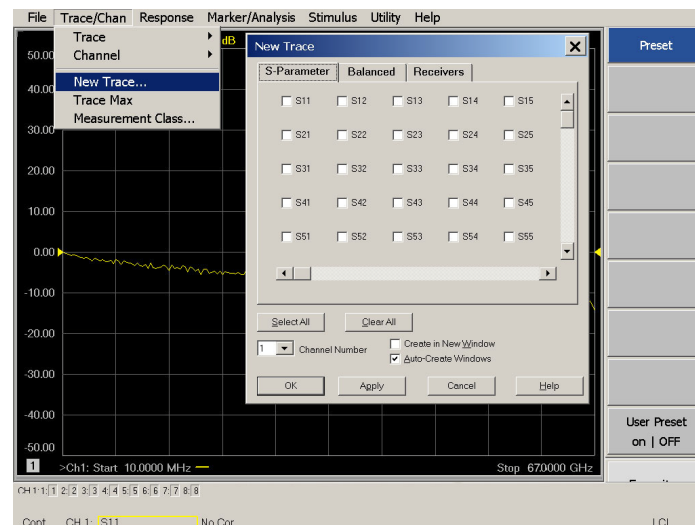 File Trace/Chan Response Marker/Analysis Stimulus Utility Help
Trace
Channel
New Trace...
Trace Max
Measurement Class...
dB
New Trace
S-Parameter Balanced Receivers
S11 S12 S13 S14 S15
S21 S22 S23 S24 S25
S31 S32 S33 S34 S35
S41 S42 S43 S44 S45
S51 S52 S53 S54 S55
Select All Clear All
1 Channel Number
Create in New Window
Auto-Create Windows
OK Apply Cancel Help
Preset
User Preset
on | OFF
50.00
40.00
30.00
20.00
10.00
0.00
-10.00
-20.00
-30.00
-40.00
-50.00
1 >Ch1: Start 10.0000 MHz Stop 67.0000 GHz
CH 1: 1: 1 2: 2 3: 3 4: 4 5: 5 6: 6 7: 7 8: 8
Cont. CH 1: S11 No Cor LCL